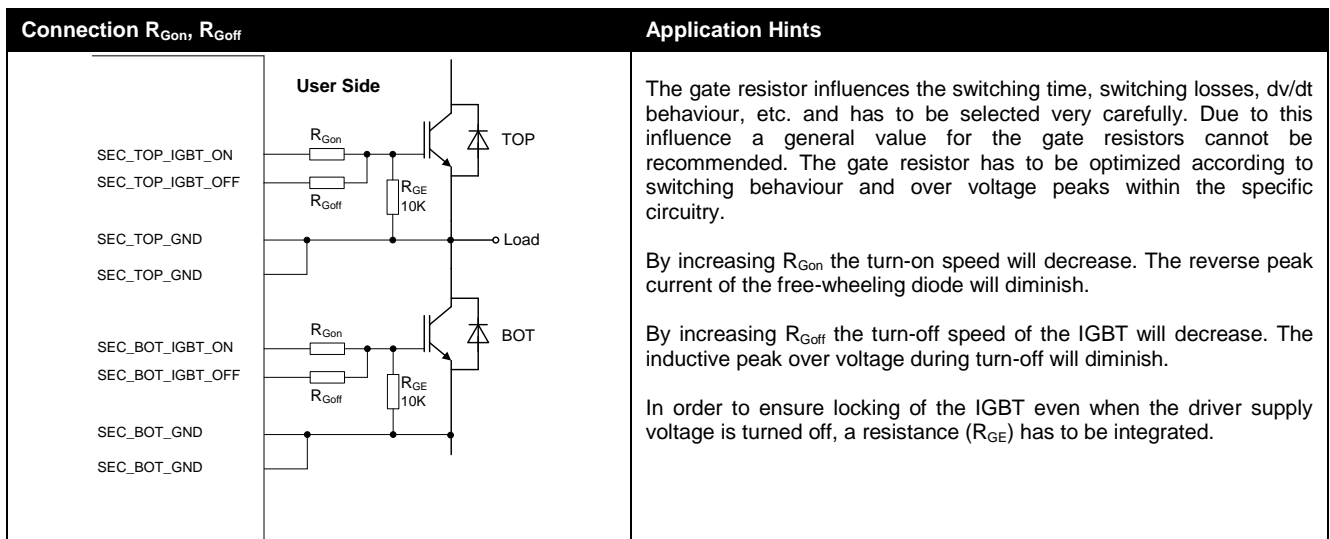 Connection RGon, RGoff
Application Hints
User Side
RGon
SEC_TOP_IGBT_ON
SEC_TOP_IGBT_OFF
RGoff
RGE
10K
TOP
SEC_TOP_GND
Load
SEC_TOP_GND
RGon
SEC_BOT_IGBT_ON
SEC_BOT_IGBT_OFF
RGoff
RGE
10K
BOT
SEC_BOT_GND
SEC_BOT_GND
The gate resistor influences the switching time, switching losses, dv/dt
behaviour, etc. and has to be selected very carefully. Due to this
influence a general value for the gate resistors cannot be
recommended. The gate resistor has to be optimized according to
switching behaviour and over voltage peaks within the specific
circuitry.
By increasing RGon the turn-on speed will decrease. The reverse peak
current of the free-wheeling diode will diminish.
By increasing RGoff the turn-off speed of the IGBT will decrease. The
inductive peak over voltage during turn-off will diminish.
In order to ensure locking of the IGBT even when the driver supply
voltage is turned off, a resistance (RGE) has to be integrated.